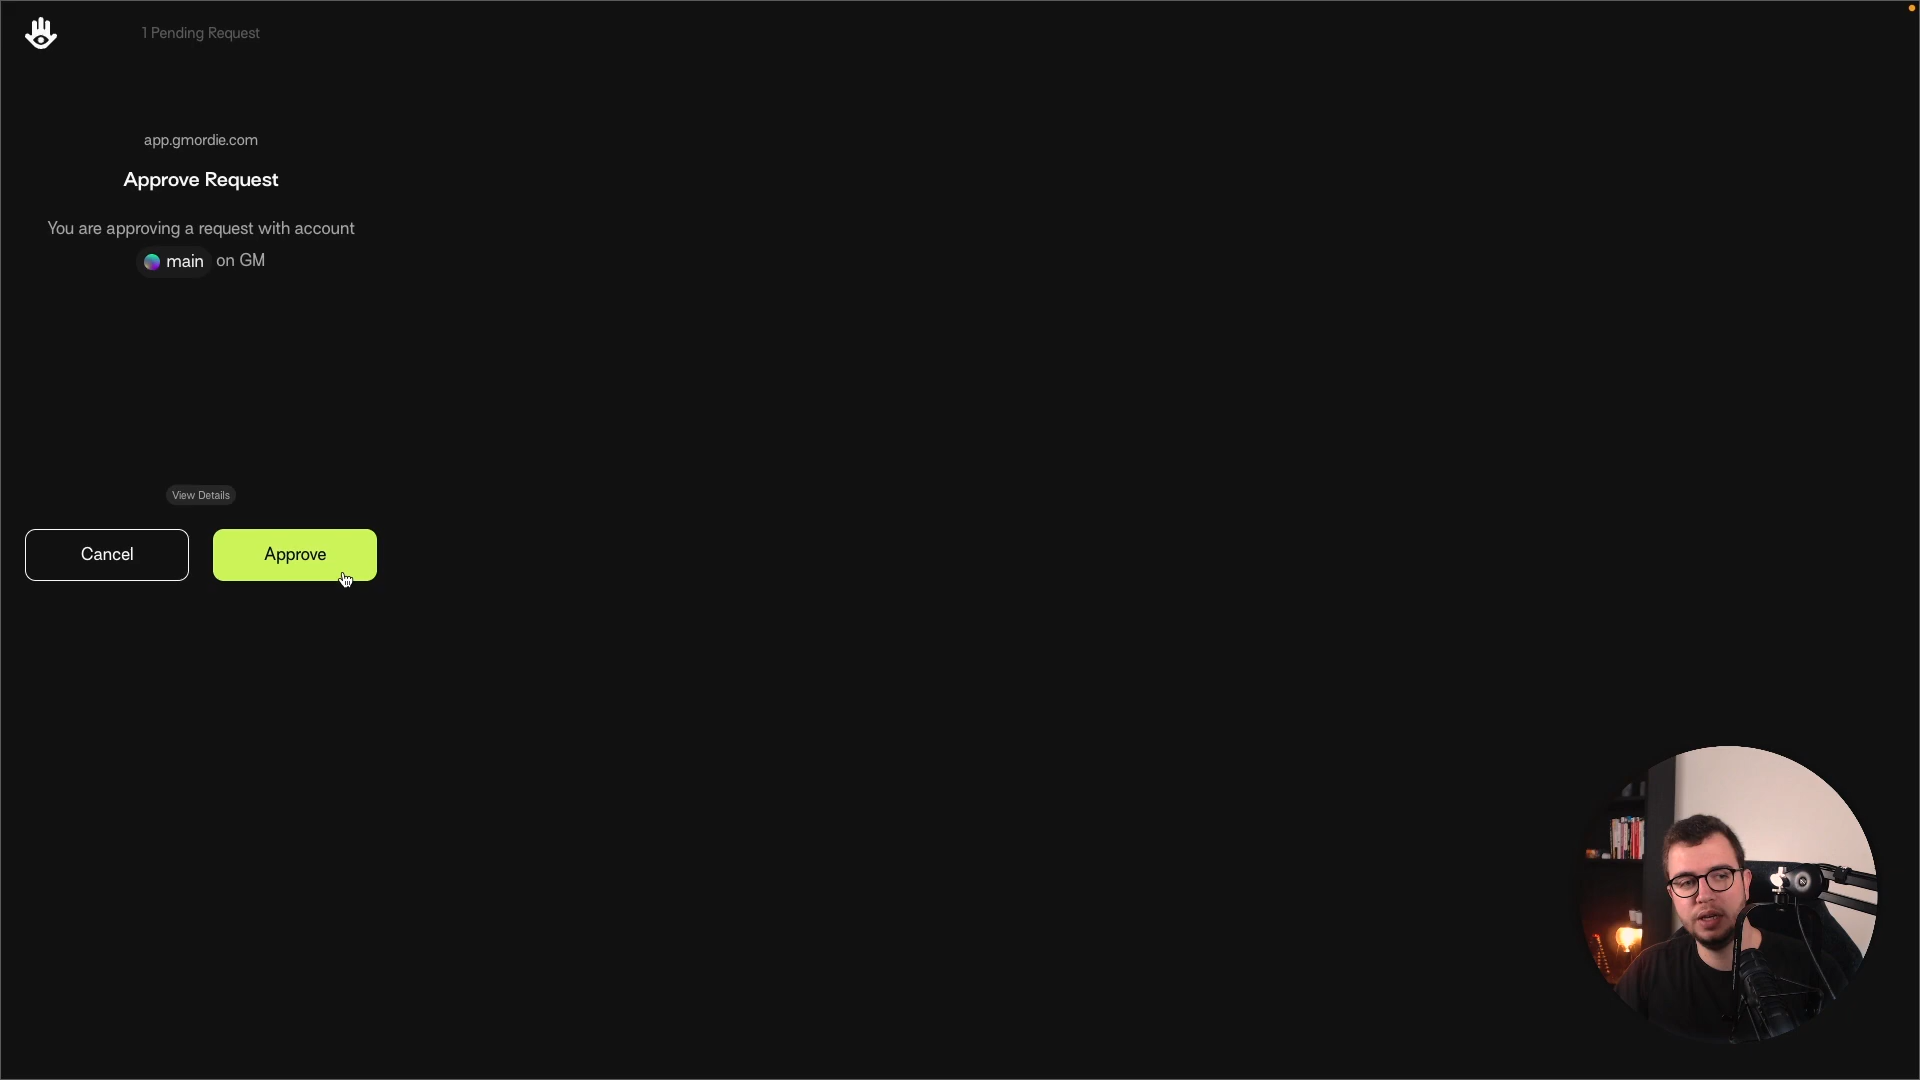 1 Pending Request
app.gmordie.com
Approve Request
You are approving a request with account
main on GM
View Details
Cancel
Approve